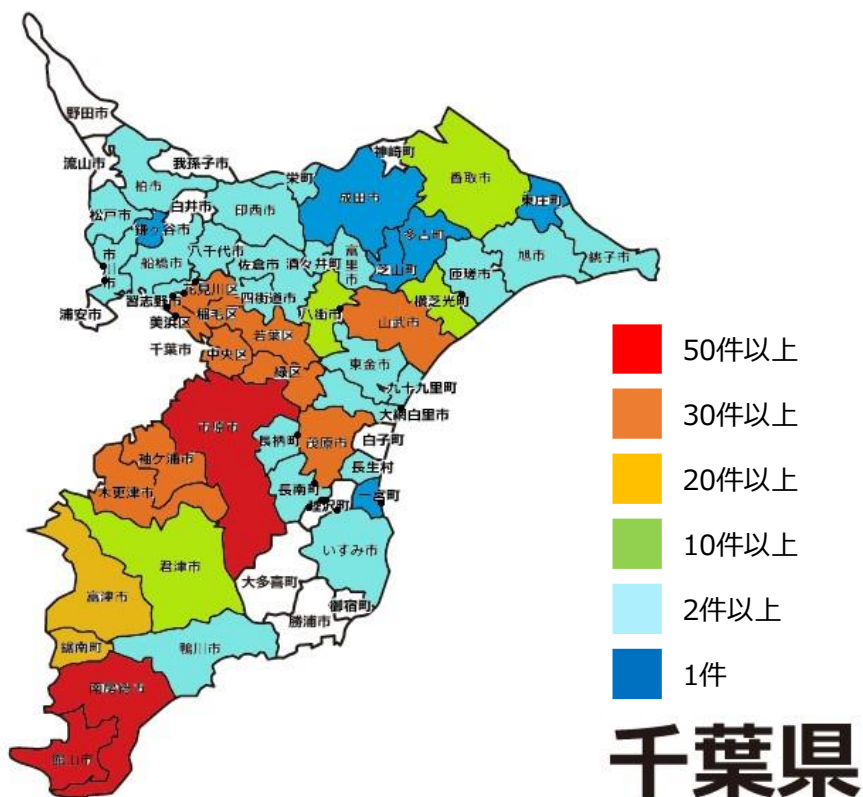 野田市
流山市
我孫子市
柏市
神崎町
栄町
成田市
香取市
東庄町
白井市
印西市
松戸市
鎌ヶ谷市
多古町
八千代市
富里市
芝山町
匝瑳市
旭市
銚子市
市川市
船橋市
佐倉市
酒々井町
花見川区
四街道市
習志野市
浦安市
美浜区
稲毛区
八街市
横芝光町
山武市
若葉区
千葉市
中央区
緑区
東金市
九十九里町
大網白里市
市原市
長柄町
茂原市
白子町
袖ケ浦市
長生村
木更津市
長南町
睦沢町
一宮町
いすみ市
君津市
大多喜町
富津市
御宿町
勝浦市
鋸南町
鴨川市
南房総市
館山市
50件以上
30件以上
20件以上
10件以上
2件以上
1件
千葉県